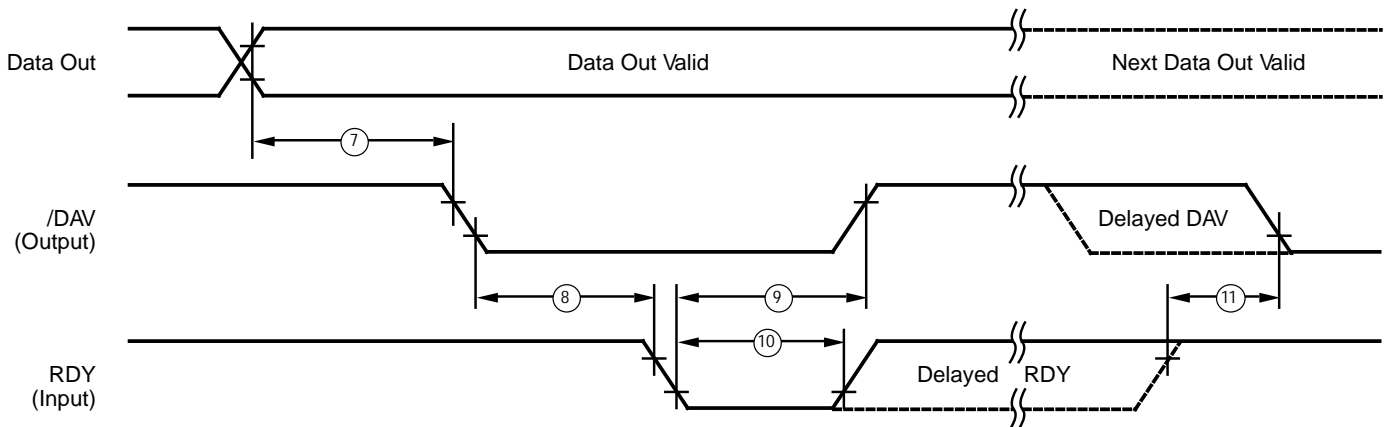 Data Out
Data Out Valid
Next Data Out Valid
7
/DAV
(Output)
Delayed DAV
8
9
11
10
RDY
(Input)
Delayed RDY